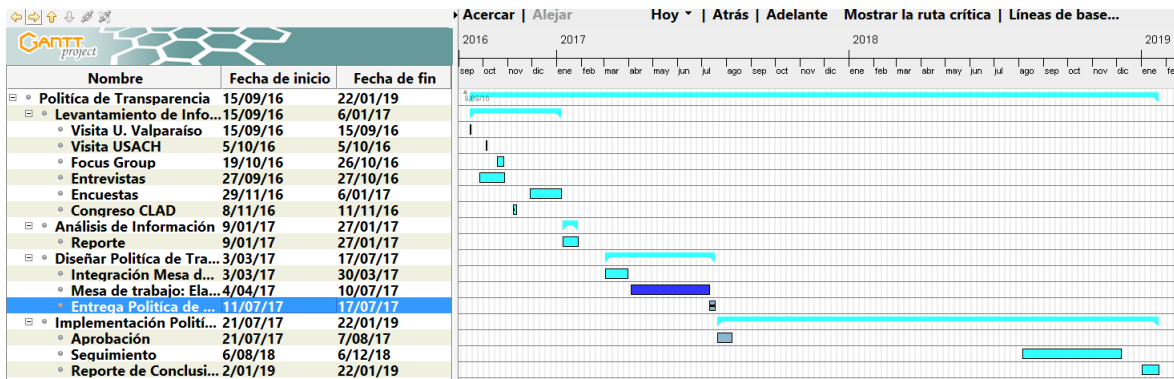 Acercar | Alejar Hoy | Atrás | Adelante Mostrar la ruta crítica | Líneas de base...
GANTT project
2016 2017 2018 2019
sep oct nov dic ene feb mar abr may jun jul ago sep oct nov dic ene feb mar abr may jun jul ago sep oct nov dic ene fe
Nombre Fecha de inicio Fecha de fin
Politíca de Transparencia 15/09/16 22/01/19
Levantamiento de Info... 15/09/16 6/01/17
Visita U. Valparaíso 15/09/16 15/09/16
Visita USACH 5/10/16 5/10/16
Focus Group 19/10/16 26/10/16
Entrevistas 27/09/16 27/10/16
Encuestas 29/11/16 6/01/17
Congreso CLAD 8/11/16 11/11/16
Análisis de Información 9/01/17 27/01/17
Reporte 9/01/17 27/01/17
Diseñar Politíca de Tra... 3/03/17 17/07/17
Integración Mesa d... 3/03/17 30/03/17
Mesa de trabajo: Ela... 4/04/17 10/07/17
Entrega Politíca de ... 11/07/17 17/07/17
Implementación Politi... 21/07/17 22/01/19
Aprobación 21/07/17 7/08/17
Seguimiento 6/08/18 6/12/18
Reporte de Conclusi... 2/01/19 22/01/19